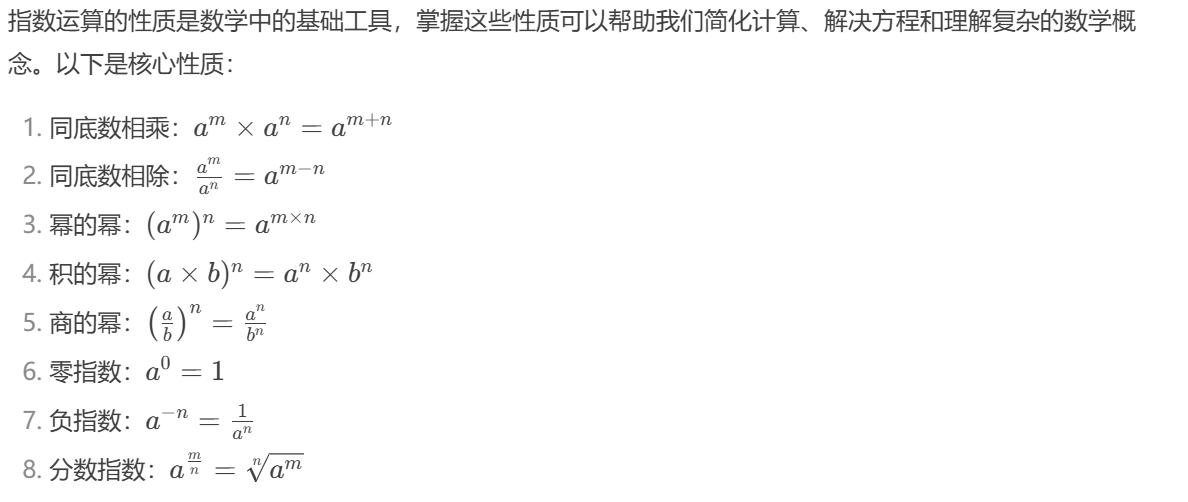 指数运算的性质是数学中的基础工具，掌握这些性质可以帮助我们简化计算、解决方程和理解复杂的数学概
念。以下是核心性质：
1. 同底数相乘：$a^m \times a^n = a^{m+n}$
2. 同底数相除：$\frac{a^m}{a^n} = a^{m-n}$
3. 幂的幂：$(a^m)^n = a^{m \times n}$
4. 积的幂：$(a \times b)^n = a^n \times b^n$
5. 商的幂：$\left(\frac{a}{b}\right)^n = \frac{a^n}{b^n}$
6. 零指数：$a^0 = 1$
7. 负指数：$a^{-n} = \frac{1}{a^n}$
8. 分数指数：$a^{\frac{m}{n}} = \sqrt[n]{a^m}$